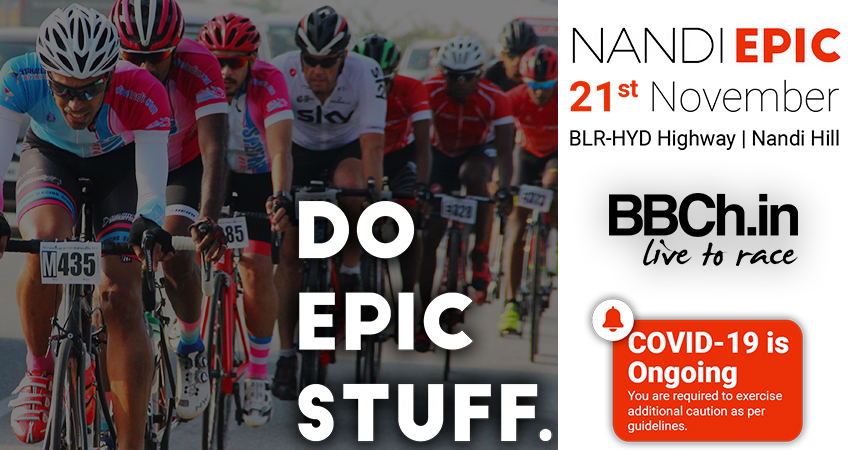 NANDI EPIC
21st November
BLR-HYD Highway | Nandi Hill
BBCh.in
live to race
COVID-19 is
Ongoing
You are required to exercise
additional caution as per
guidelines.
DO
EPIC
STUFF.
M435
85
sky